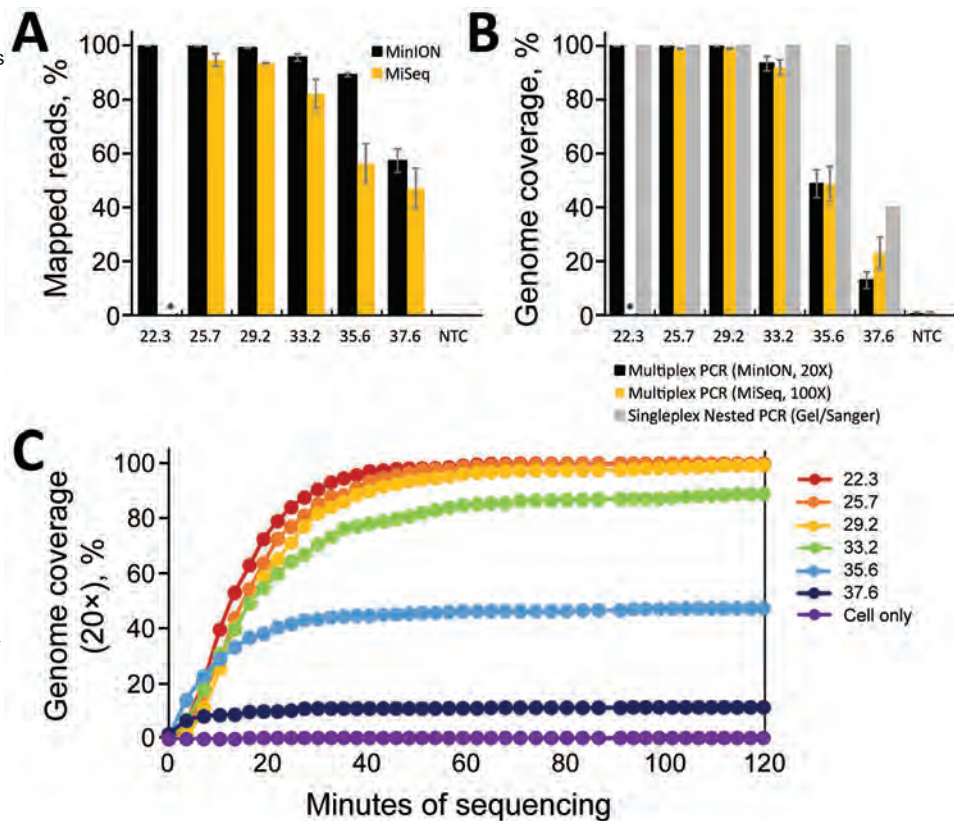 A
Mapped reads, %
100
80
60
40
20
0
MinION
MiSeq
*
22.3 25.7 29.2 33.2 35.6 37.6 NTC
B
Genome coverage, %
100
80
60
40
20
0
*
22.3 25.7 29.2 33.2 35.6 37.6 NTC
Multiplex PCR (MinION, 20X)
Multiplex PCR (MiSeq, 100X)
Singleplex Nested PCR (Gel/Sanger)
C
Genome coverage
(20×), %
100
80
60
40
20
0
0 20 40 60 80 100 120
Minutes of sequencing
22.3
25.7
29.2
33.2
35.6
37.6
Cell only